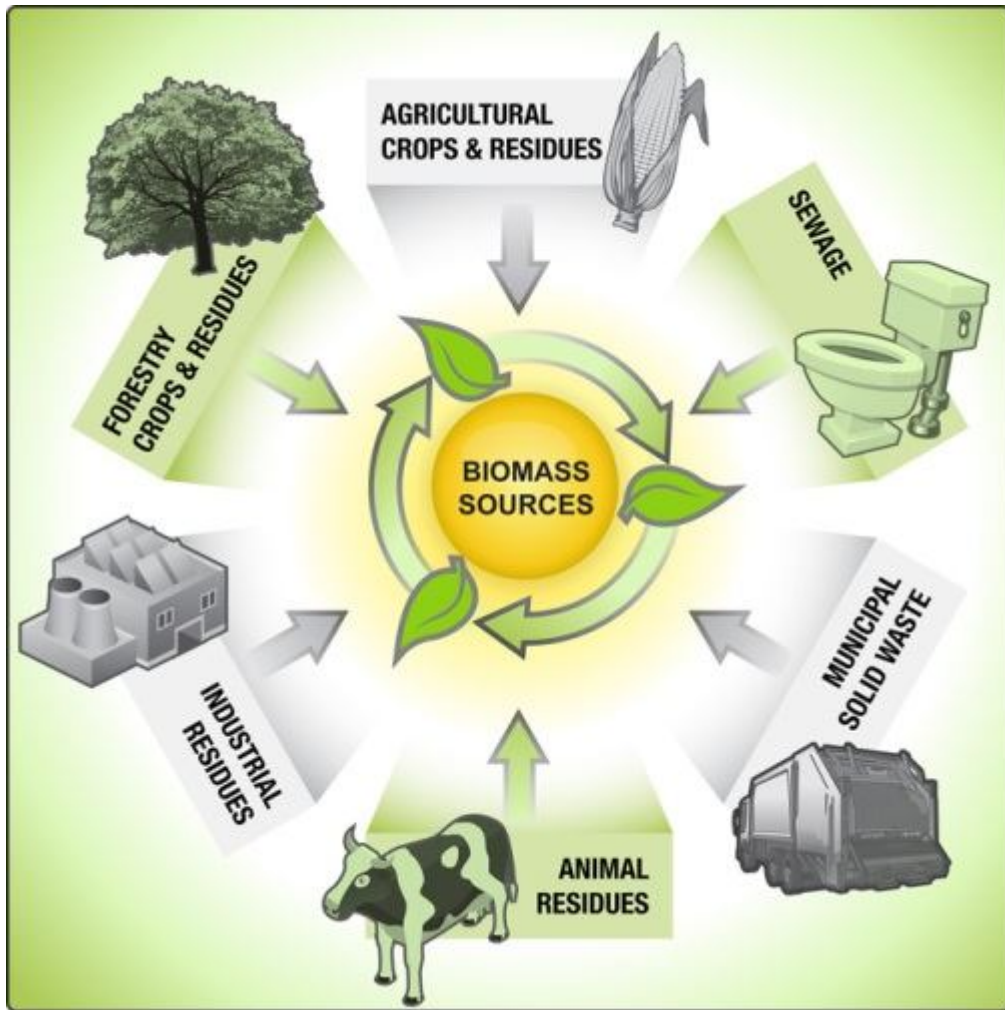 AGRICULTURAL
CROPS & RESIDUES
SEWAGE
FORESTRY
CROPS & RESIDUES
BIOMASS
SOURCES
MUNICIPAL
SOLID WASTE
INDUSTRIAL
RESIDUES
ANIMAL
RESIDUES